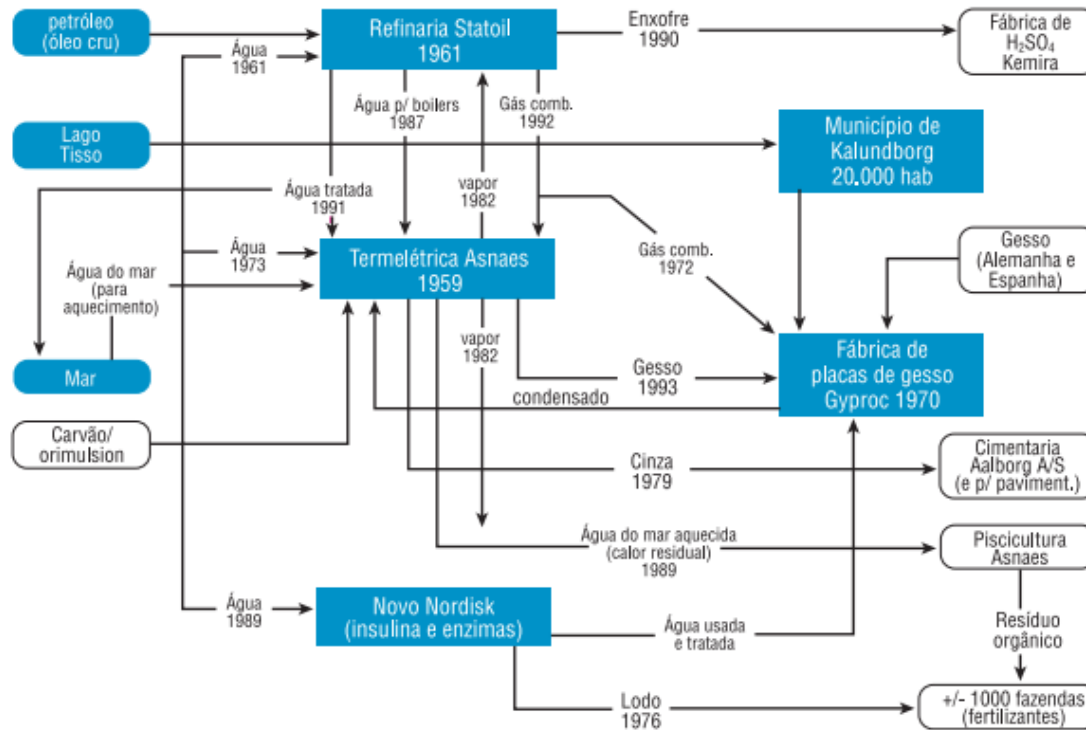 petróleo
(óleo cru)
Água
1961
Refinaria Statoil
1961
Enxofre
1990
Fábrica de
H₂SO₄
Kemira
Água p/ boilers
1987
Gás comb.
1992
Lago
Tisso
Município de
Kalundborg
20.000 hab
Água tratada
1991
vapor
1982
Água
1973
Termelétrica Asnaes
1959
Gás comb.
1972
Gesso
(Alemanha e
Espanha)
Água do mar
(para
aquecimento)
vapor
1982
Mar
Gesso
1993
Fábrica de
placas de gesso
Gyproc 1970
condensado
Carvão/
orimulsion
Cinza
1979
Cimentaria
Aalborg A/S
(e p/ paviment.)
Água do mar aquecida
(calor residual)
1989
Piscicultura
Asnaes
Água
1989
Novo Nordisk
(insulina e enzimas)
Água usada
e tratada
Resíduo
orgânico
Lodo
1976
+/- 1000 fazendas
(fertilizantes)